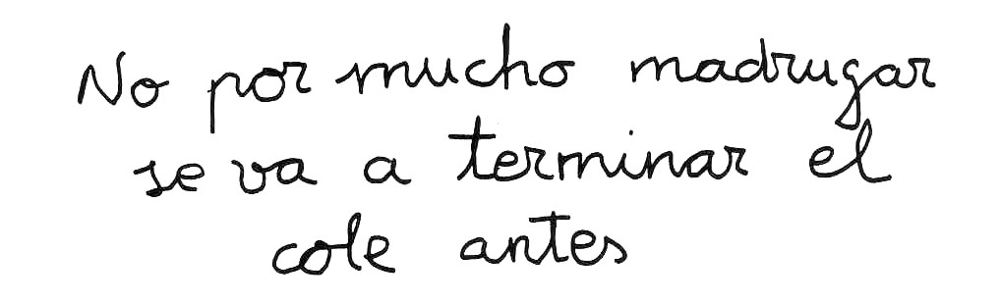 No por mucho madrugar
se va a terminar el
cole antes